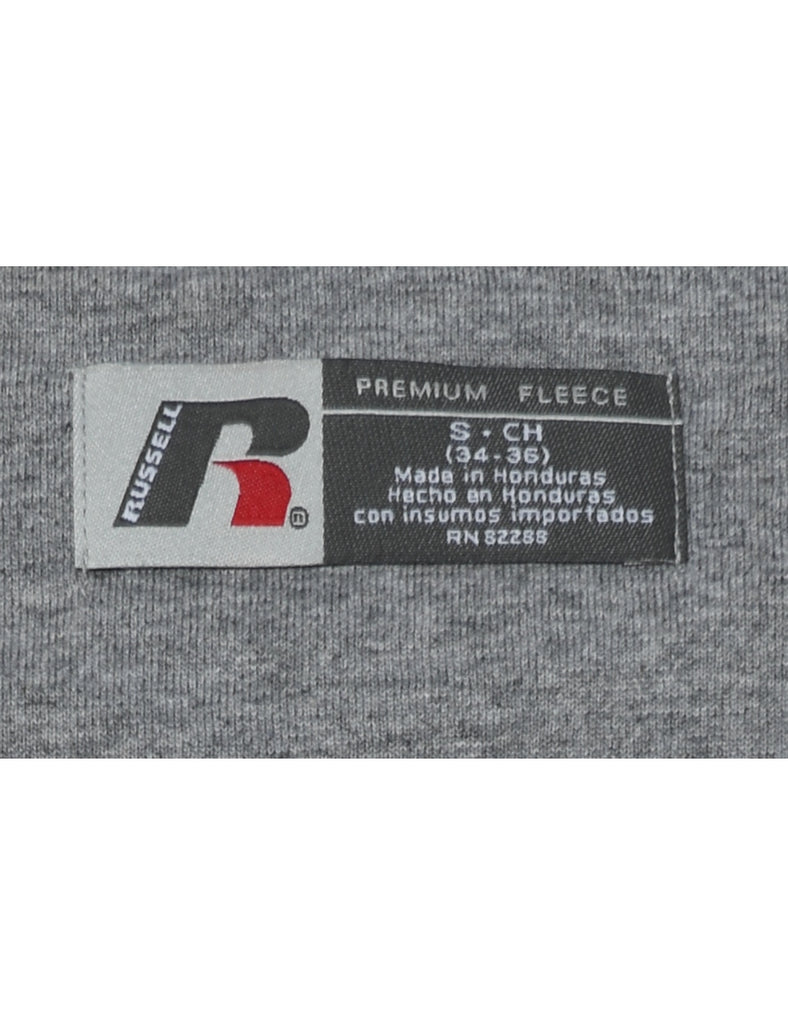 RUSSELL
R
®
PREMIUM FLEECE
S - CH
(34-36)
Made in Honduras
Hecho en Honduras
con insumos importados
RN 82288